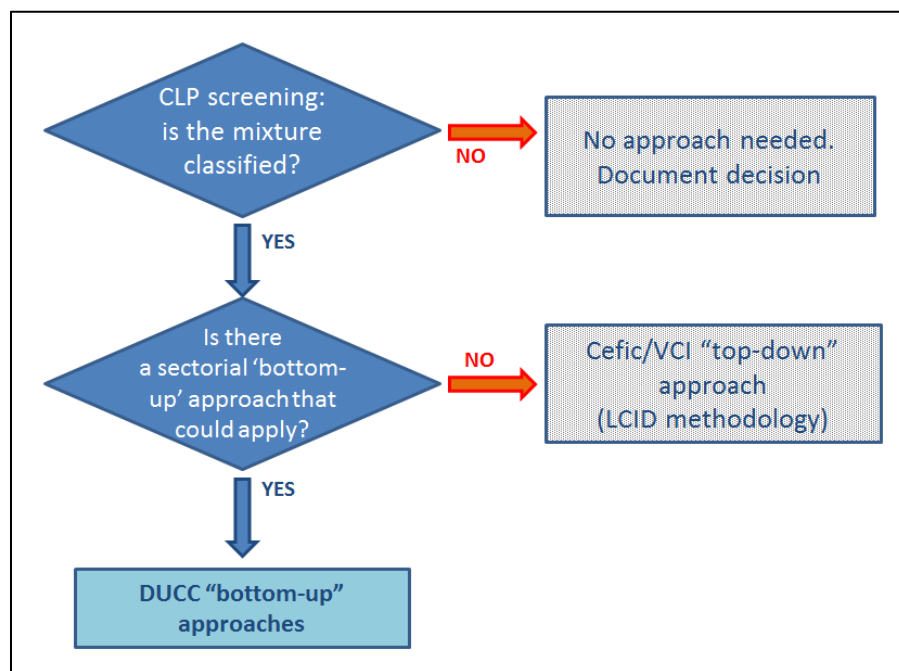 CLP screening:
is the mixture
classified?
NO
No approach needed.
Document decision
YES
Is there
a sectorial ‘bottom-
up’ approach that
could apply?
NO
Cefic/VCI “top-down”
approach
(LCID methodology)
YES
DUCC “bottom-up”
approaches